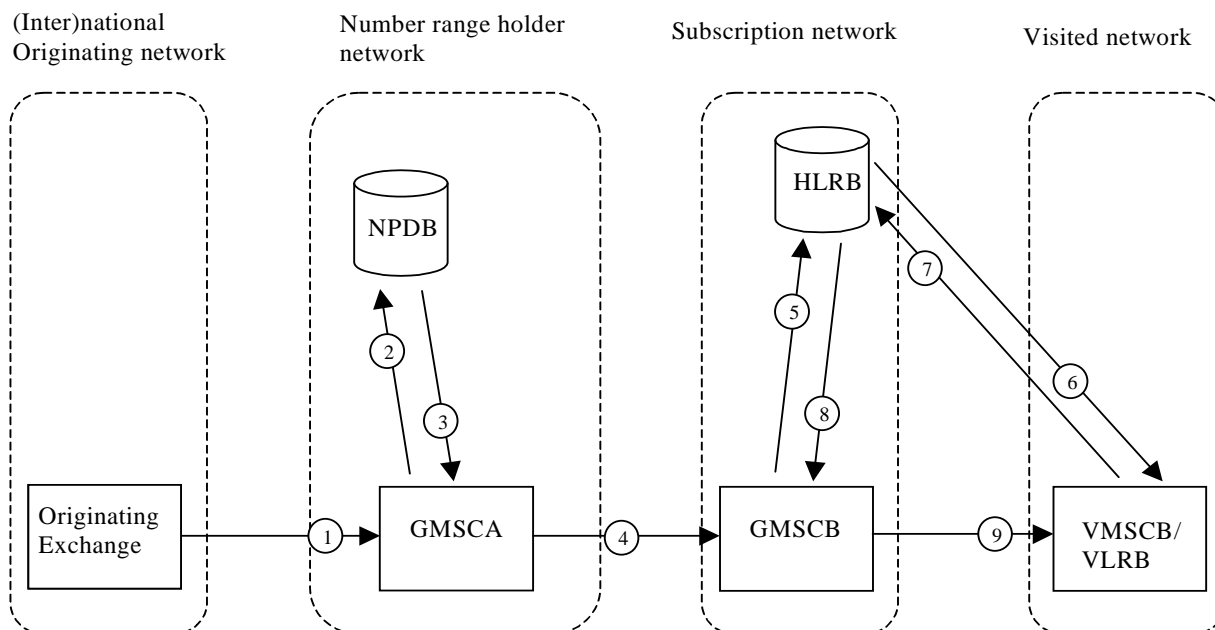 (Inter)national
Originating network
Number range holder
network
Subscription network
Visited network
HLRB
NPDB
7
5
2
6
3
8
Originating
Exchange
1
GMSCA
4
GMSCB
9
VMSCB/
VLRB